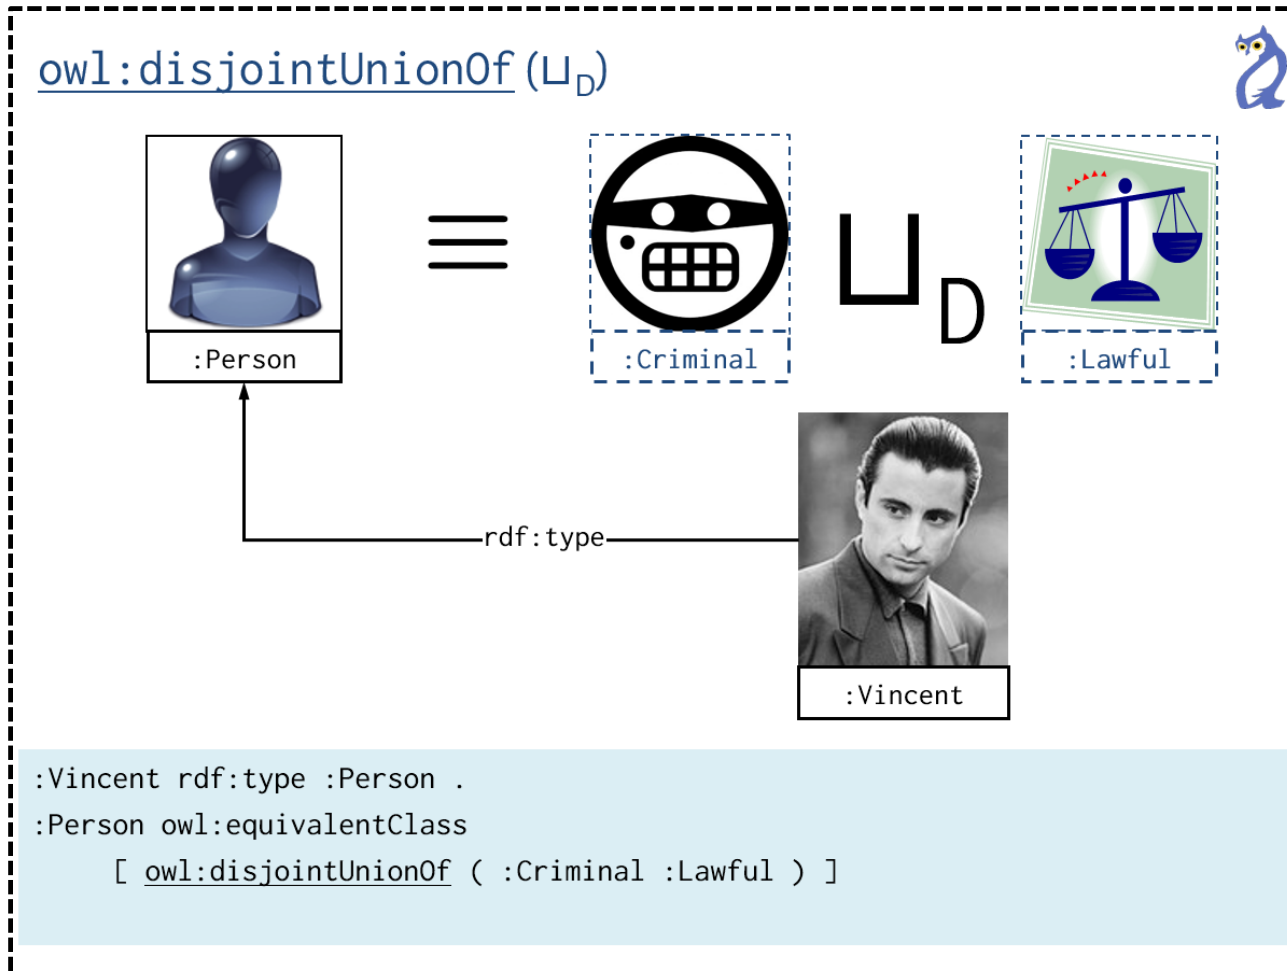 owl:disjointUnionOf (⊔D)
≡ ⊔D
:Person :Criminal :Lawful
rdf:type
:Vincent
:Vincent rdf:type :Person .
:Person owl:equivalentClass
[ owl:disjointUnionOf ( :Criminal :Lawful ) ]